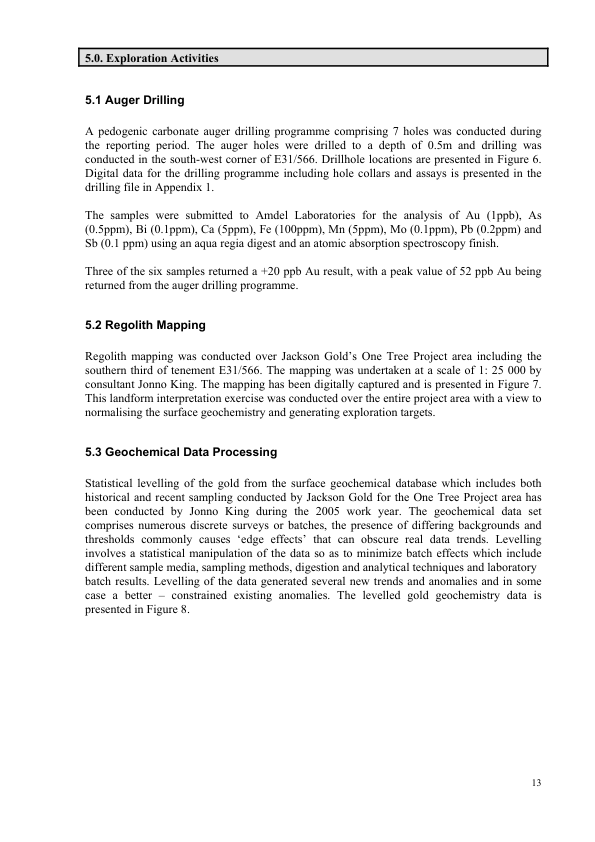 5.0. Exploration Activities
5.1 Auger Drilling
A pedogenic carbonate auger drilling programme comprising 7 holes was conducted during
the reporting period. The auger holes were drilled to a depth of 0.5m and drilling was
conducted in the south-west corner of E31/566. Drillhole locations are presented in Figure 6.
Digital data for the drilling programme including hole collars and assays is presented in the
drilling file in Appendix 1.
The samples were submitted to Amdel Laboratories for the analysis of Au (1ppb), As
(0.5ppm), Bi (0.1ppm), Ca (5ppm), Fe (100ppm), Mn (5ppm), Mo (0.1ppm), Pb (0.2ppm) and
Sb (0.1 ppm) using an aqua regia digest and an atomic absorption spectroscopy finish.
Three of the six samples returned a +20 ppb Au result, with a peak value of 52 ppb Au being
returned from the auger drilling programme.
5.2 Regolith Mapping
Regolith mapping was conducted over Jackson Gold’s One Tree Project area including the
southern third of tenement E31/566. The mapping was undertaken at a scale of 1: 25 000 by
consultant Jonno King. The mapping has been digitally captured and is presented in Figure 7.
This landform interpretation exercise was conducted over the entire project area with a view to
normalising the surface geochemistry and generating exploration targets.
5.3 Geochemical Data Processing
Statistical levelling of the gold from the surface geochemical database which includes both
historical and recent sampling conducted by Jackson Gold for the One Tree Project area has
been conducted by Jonno King during the 2005 work year. The geochemical data set
comprises numerous discrete surveys or batches, the presence of differing backgrounds and
thresholds commonly causes ‘edge effects’ that can obscure real data trends. Levelling
involves a statistical manipulation of the data so as to minimize batch effects which include
different sample media, sampling methods, digestion and analytical techniques and laboratory
batch results. Levelling of the data generated several new trends and anomalies and in some
case a better – constrained existing anomalies. The levelled gold geochemistry data is
presented in Figure 8.
13